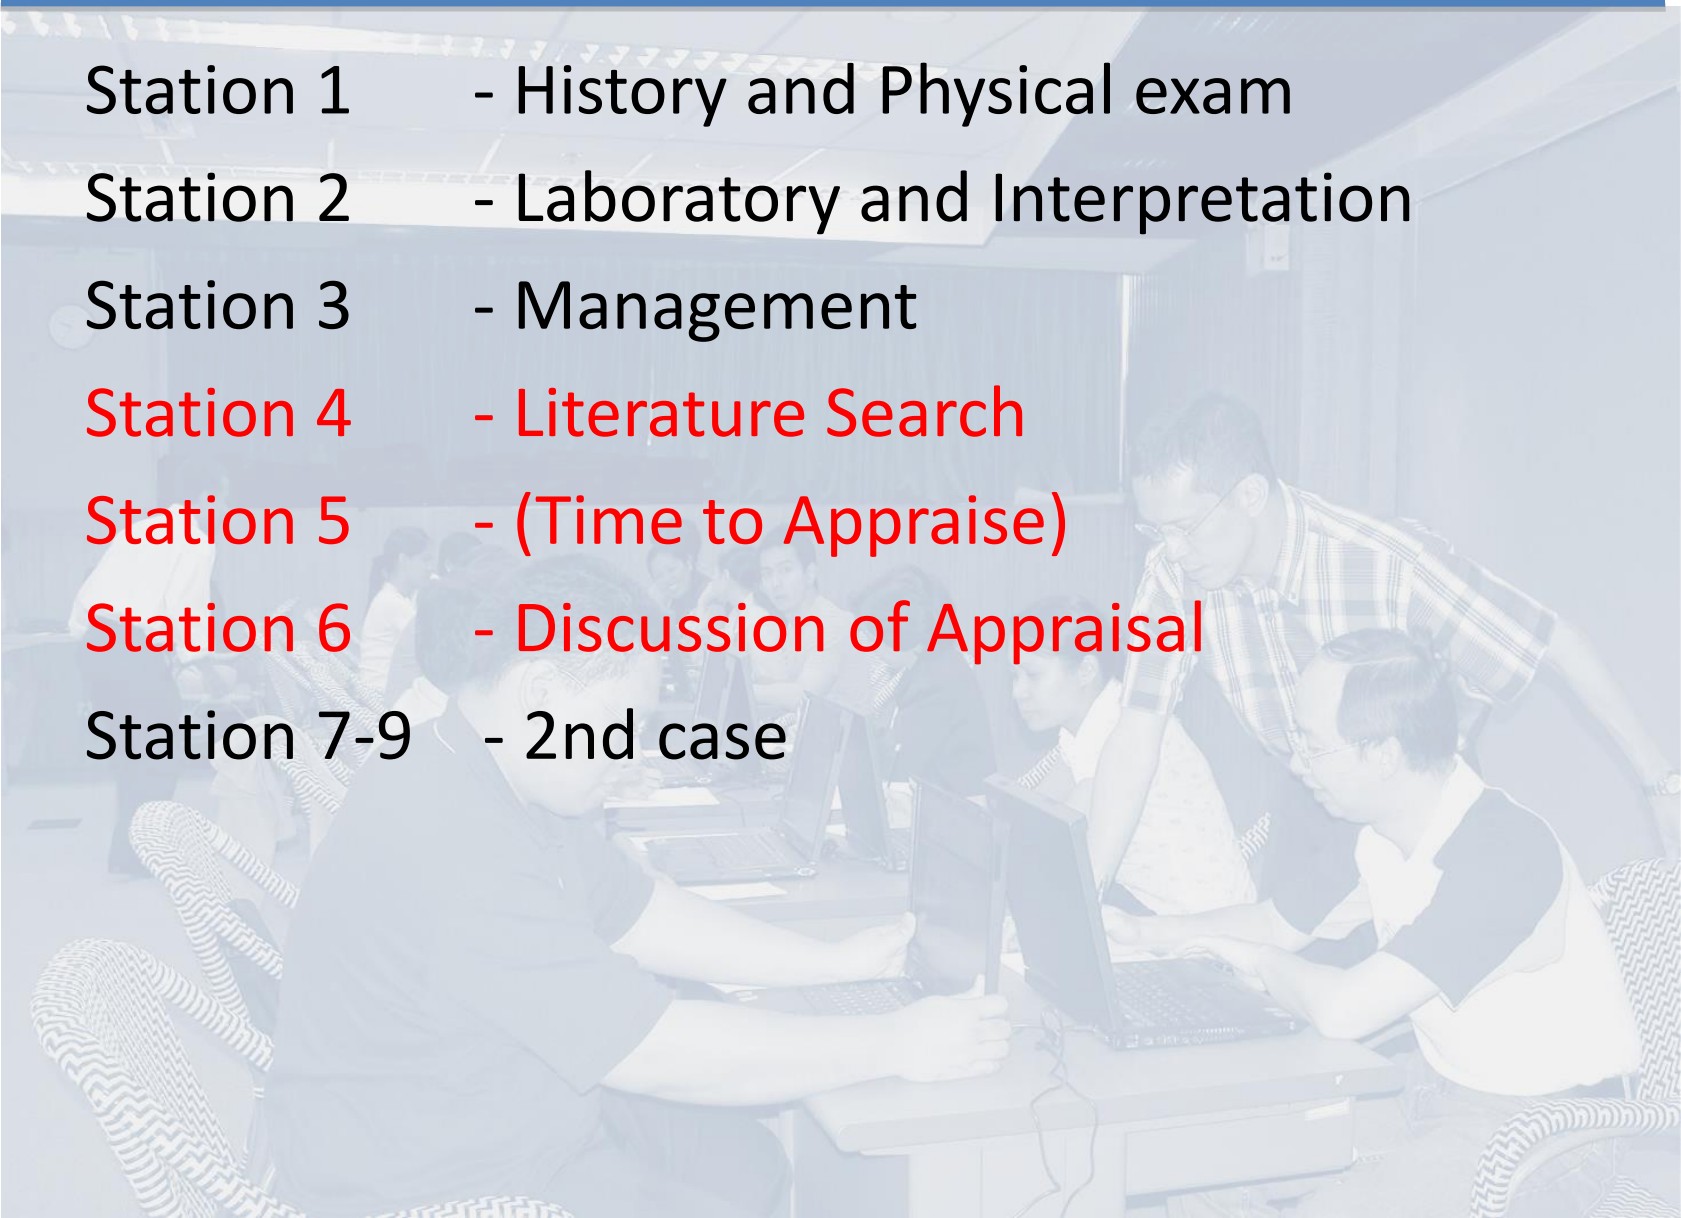 Station 1 - History and Physical exam
Station 2 - Laboratory and Interpretation
Station 3 - Management
Station 4 - Literature Search
Station 5 - (Time to Appraise)
Station 6 - Discussion of Appraisal
Station 7-9 - 2nd case